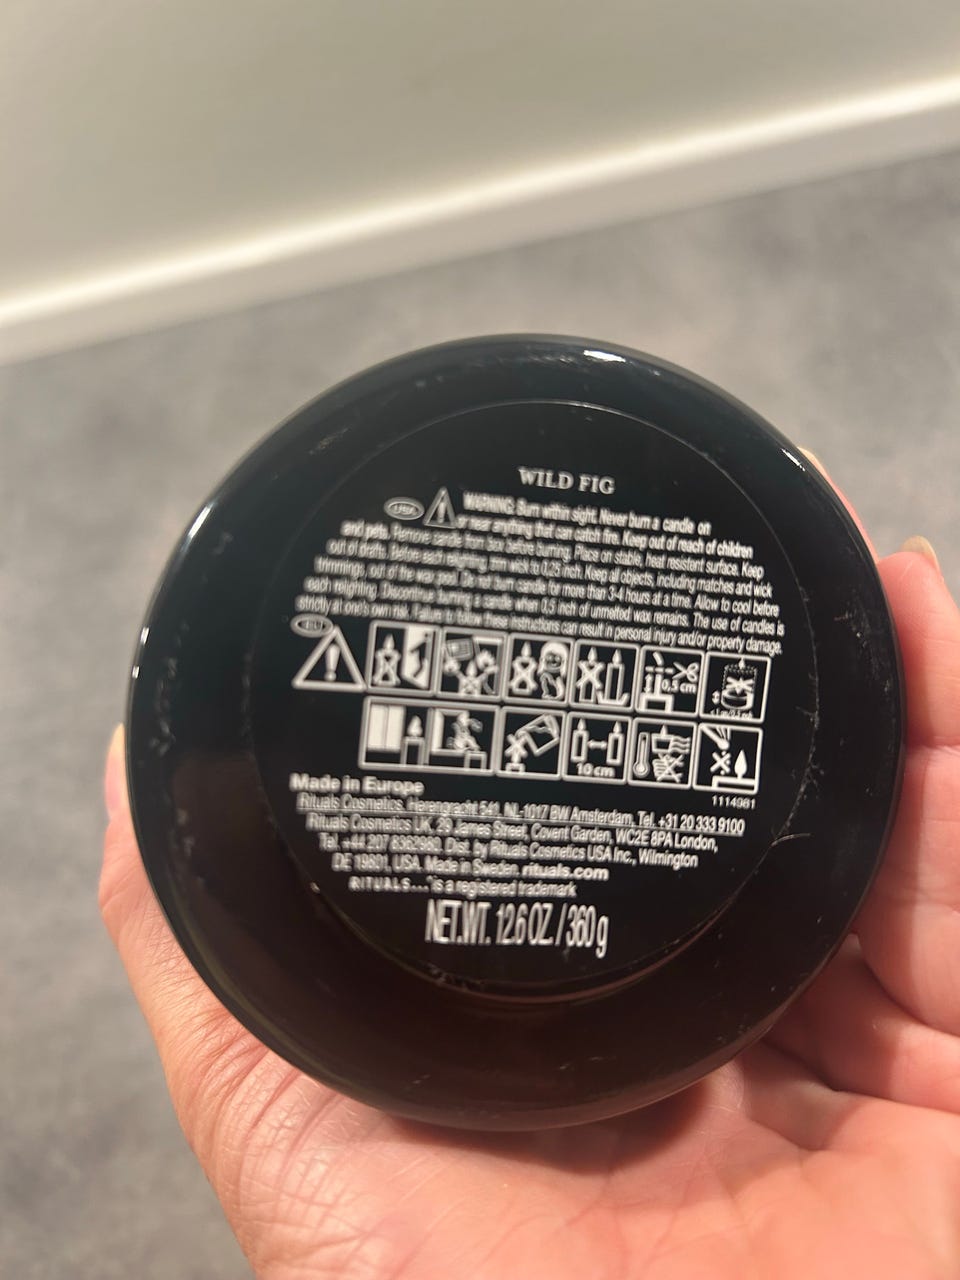 WILD FIG
USA WARNING: Burn within sight. Never burn a candle on
or near anything that can catch fire. Keep out of reach of children
and pets. Remove candle from box before burning. Place on stable, heat resistant surface. Keep
out of drafts. Before each relighting trim wick to 0,25 inch. Keep all objects, including matches and wick
trimmings, out of the wax pool. Do not burn candle for more than 3-4 hours at a time. Allow to cool before
each relighting. Discontinue burning a candle when 0,5 inch of unmelted wax remains. The use of candles is
strictly at one's own risk. Failure to follow these instructions can result in personal injury and/or property damage.
EU
0,5 cm
10 cm
1114981
Made in Europe
Rituals Cosmetics, Herengracht 541, NL-1017 BW Amsterdam, Tel. +31 20 333 9100
Rituals Cosmetics UK, 29 James Street, Covent Garden, WC2E 8PA London,
Tel. +44 207 8362980. Dist. by Rituals Cosmetics USA Inc., Wilmington
DE 19801, USA. Made in Sweden. rituals.com
RITUALS... is a registered trademark
NET.WT. 12.6 OZ. / 360 g